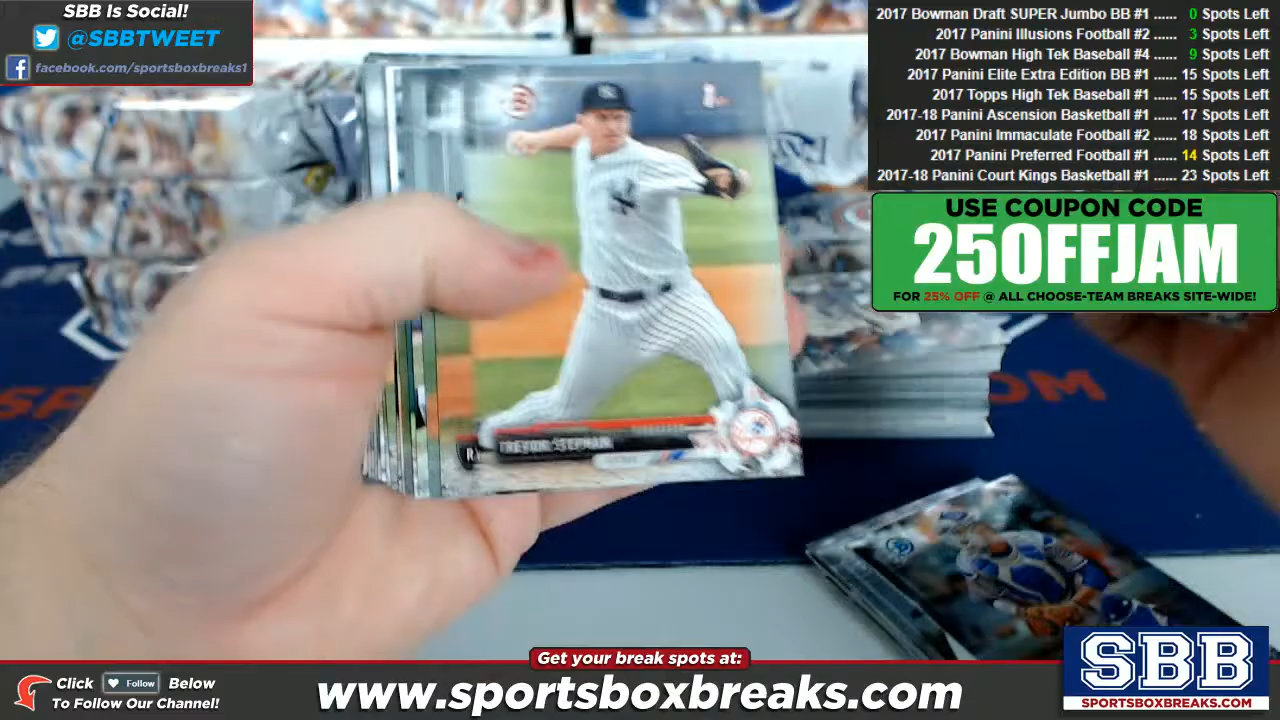 SBB Is Social!
@SBBTWEET
facebook.com/sportsboxbreaks1
2017 Bowman Draft SUPER Jumbo BB #1 ...... 0 Spots Left
2017 Panini Illusions Football #2 ...... 3 Spots Left
2017 Bowman High Tek Baseball #4 ...... 9 Spots Left
2017 Panini Elite Extra Edition BB #1 ...... 15 Spots Left
2017 Topps High Tek Baseball #1 ...... 15 Spots Left
2017-18 Panini Ascension Basketball #1 ...... 17 Spots Left
2017 Panini Immaculate Football #2 ...... 18 Spots Left
2017 Panini Preferred Football #1 ...... 14 Spots Left
2017-18 Panini Court Kings Basketball #1 ...... 23 Spots Left
USE COUPON CODE
25OFFJAM
FOR 25% OFF @ ALL CHOOSE-TEAM BREAKS SITE-WIDE!
TREVOR STEPHAN
OM
Get your break spots at:
Click Follow Below
To Follow Our Channel!
www.sportsboxbreaks.com
SBB
SPORTSBOXBREAKS.COM